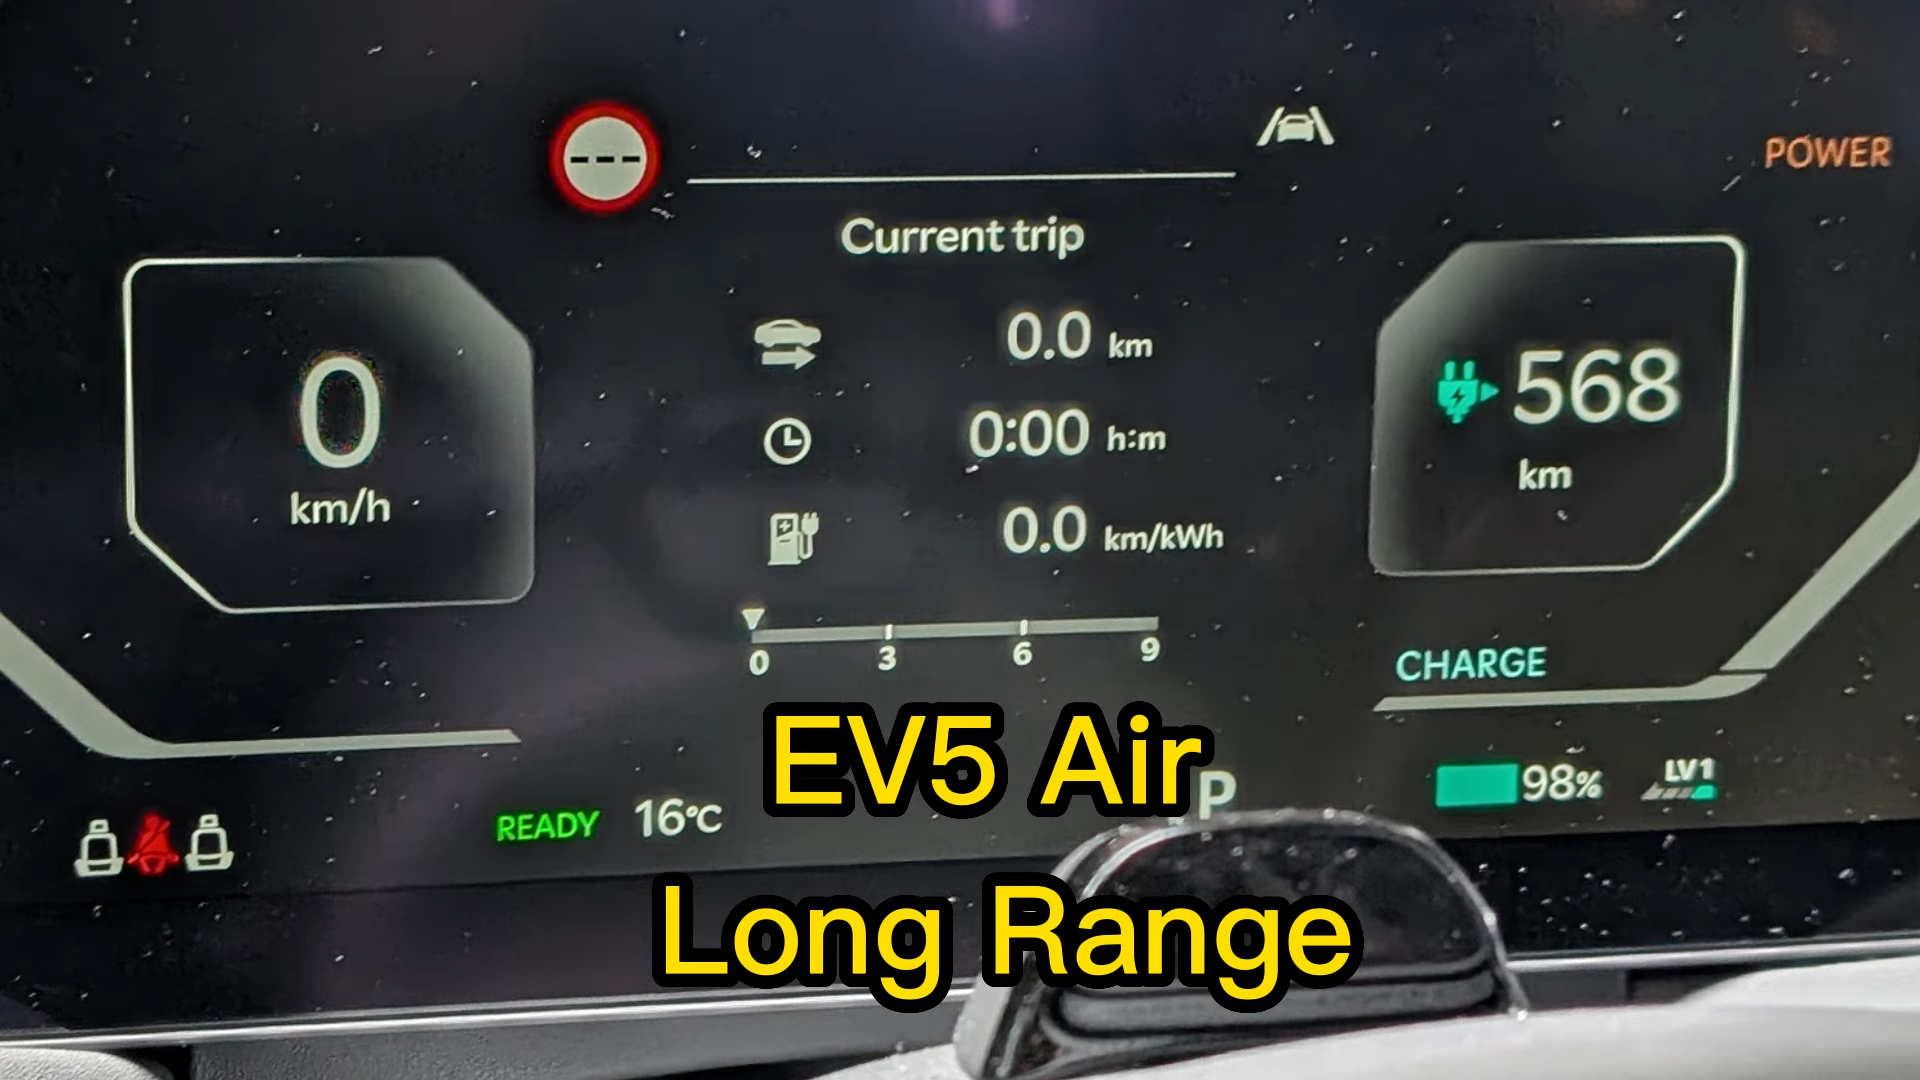 POWER
Current trip
0.0 km
0:00 h:m
0.0 km/kWh
0 3 6 9
0
km/h
568
km
CHARGE
98%
LV1
READY 16°C
P
EV5 Air
Long Range